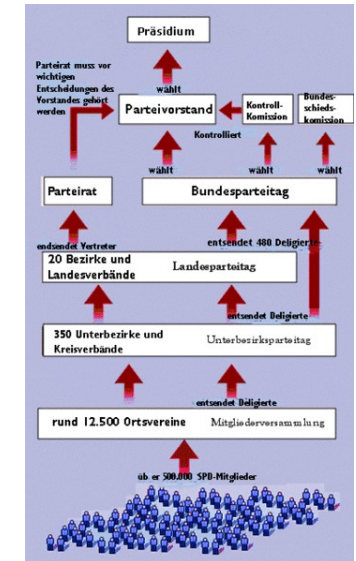 Präsidium
Parteirat muss vor
wichtigen
Entscheidungen des
Vorstandes gehört
werden
wählt
Parteivorstand
Kontroll-
Komission
Bundes-
schieds-
komission
Kontrolliert
wählt
wählt
wählt
Parteirat
Bundesparteitag
endsendet Vertreter
entsendet 480 Deligierte
20 Bezirke und
Landesverbände
Landesparteitag
entsendet Deligierte
350 Unterbezirke und
Kreisverbände
Unterbezirksparteitag
entsendet Deligierte
rund 12.500 Ortsvereine
Mitgliederversammlung
üb er 500.000 SPD-Mitglieder